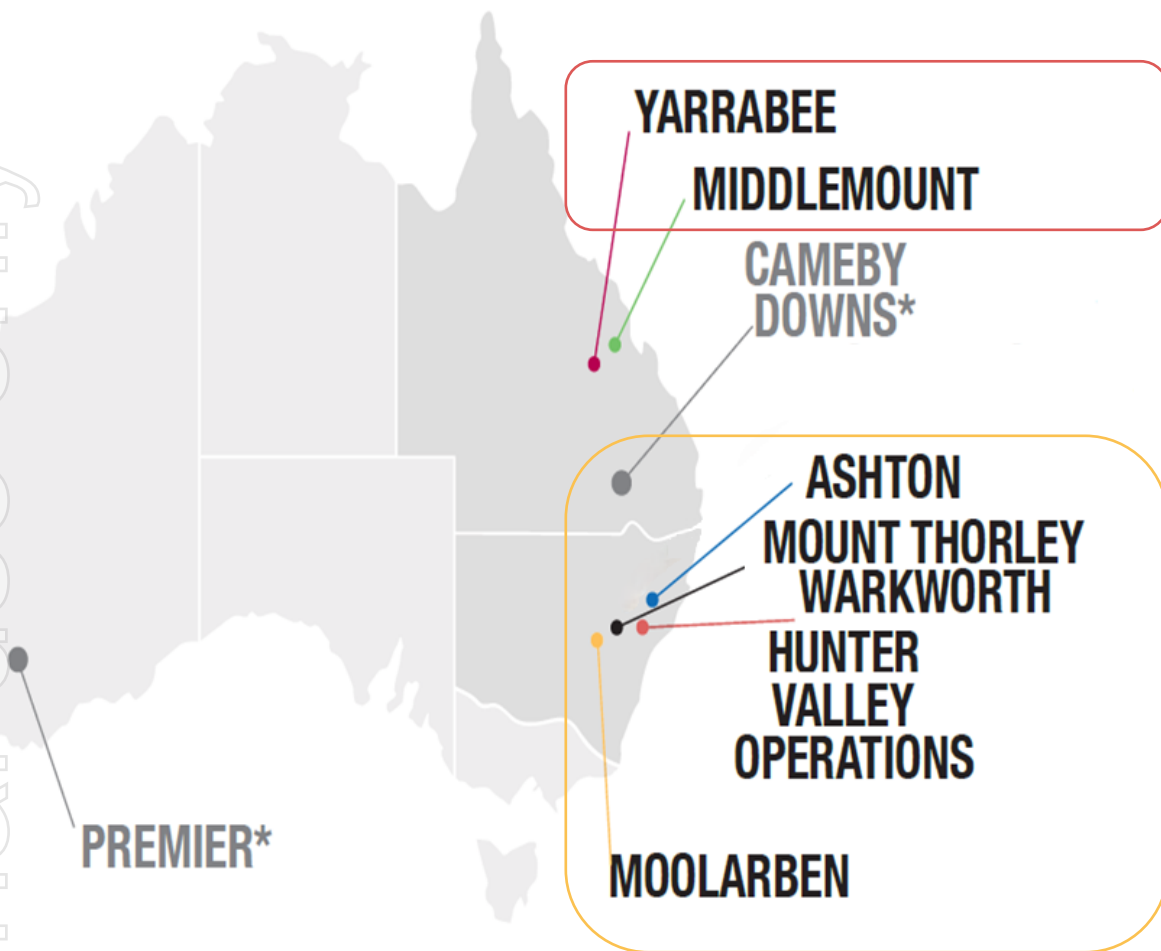 YARRABEE
MIDDLEMOUNT
CAMEBY
DOWNS*
ASHTON
MOUNT THORLEY
WARKWORTH
HUNTER
VALLEY
OPERATIONS
PREMIER*
MOOLARBEN